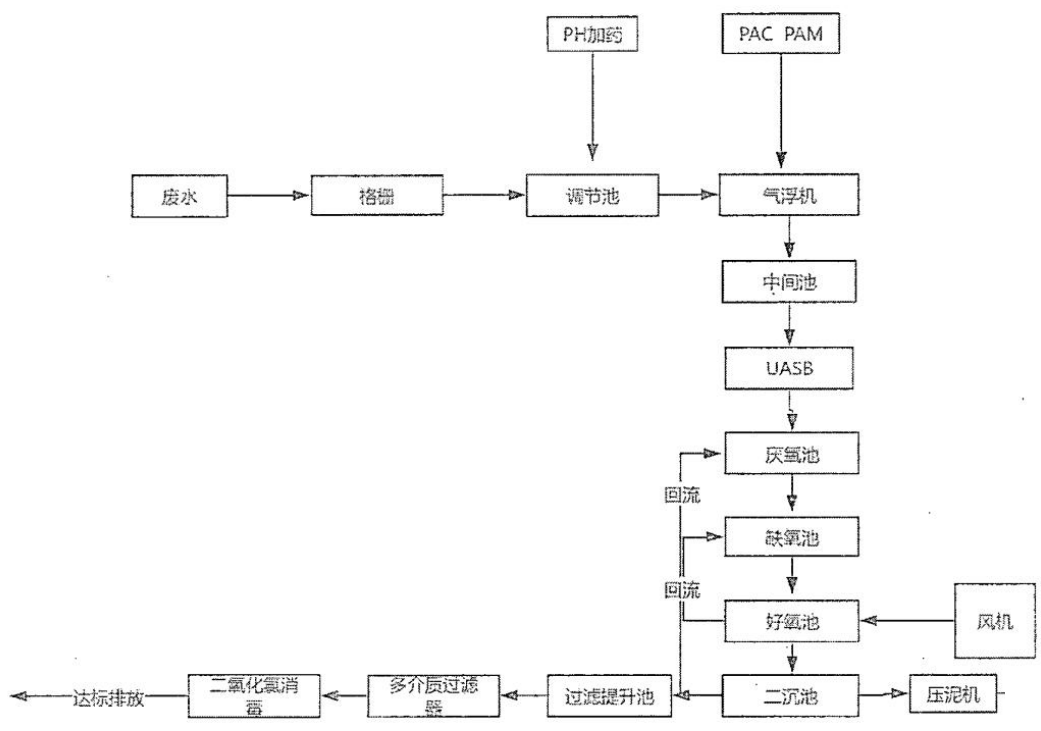 PH加药
PAC PAM
废水
格栅
调节池
气浮机
中间池
UASB
厌氧池
回流
缺氧池
回流
好氧池
风机
达标排放
二氧化氯消
毒
多介质过滤
器
过滤提升池
二沉池
压泥机